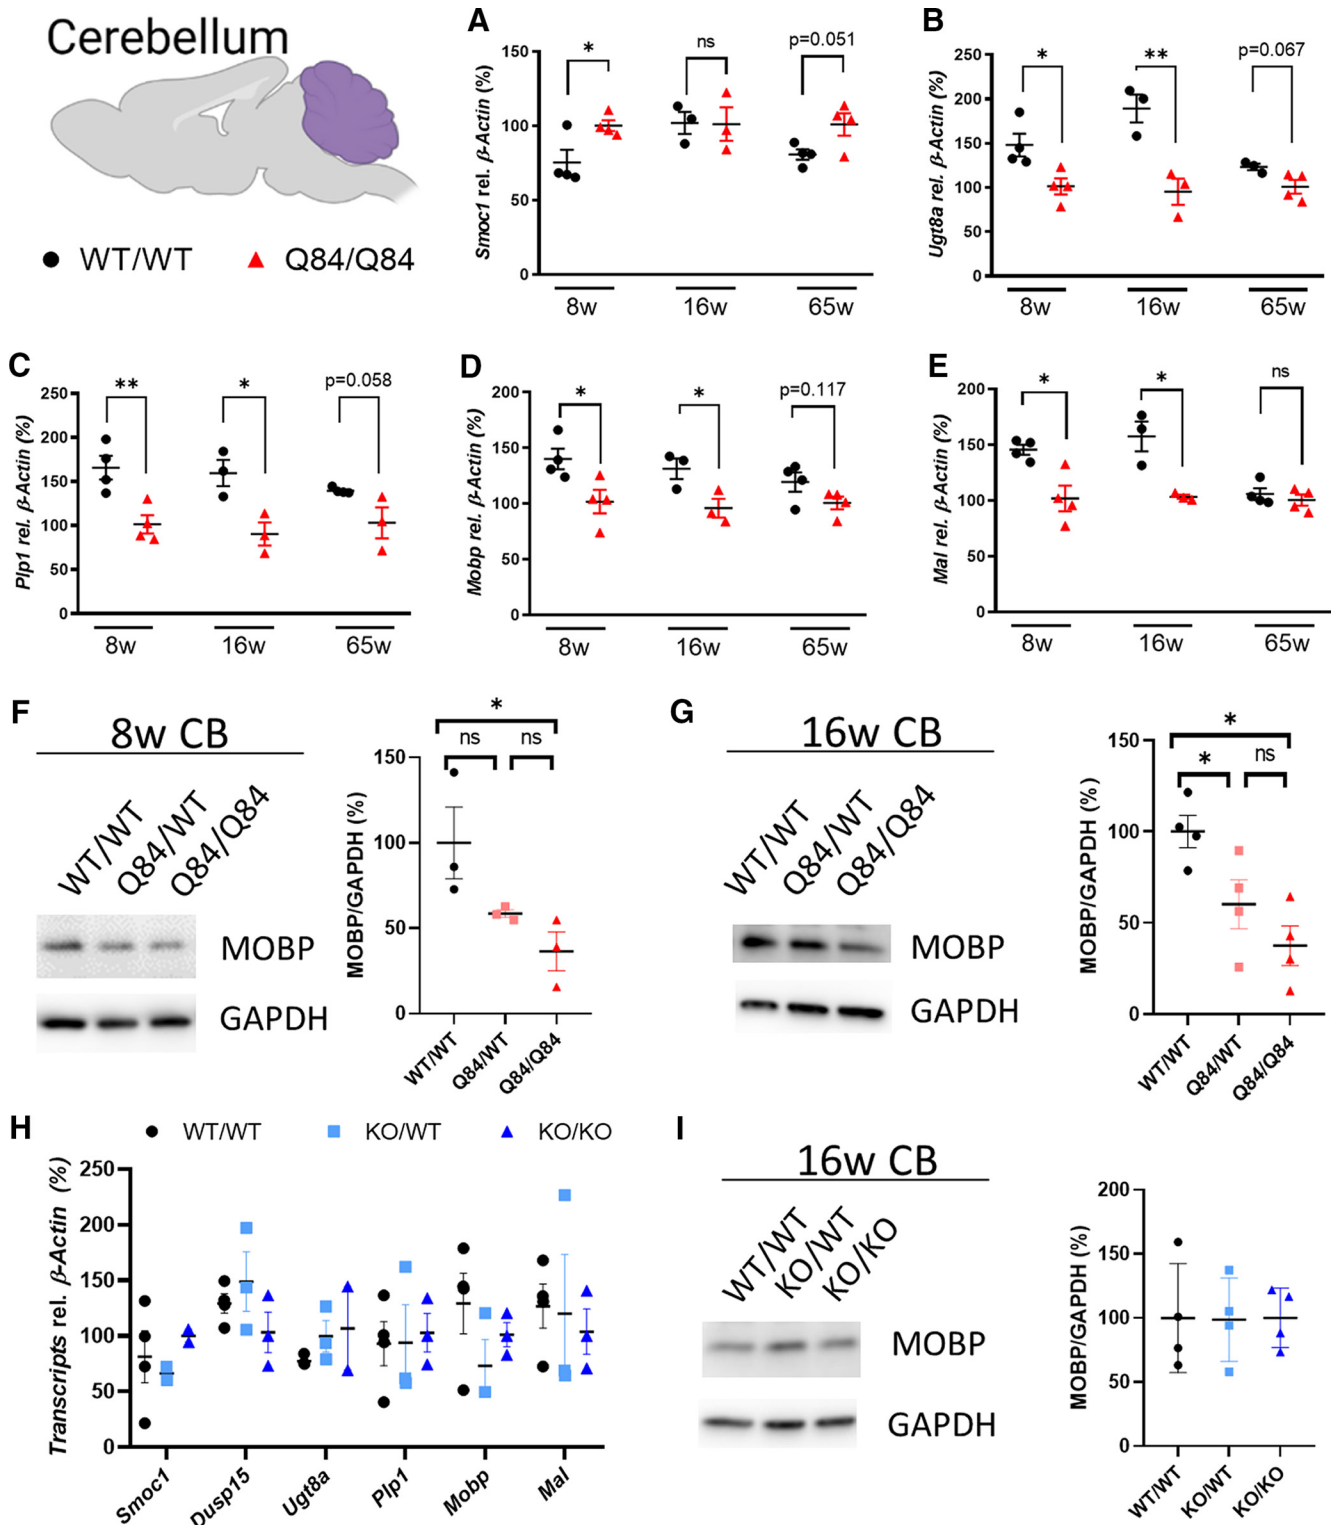 Cerebellum
WT/WT
Q84/Q84
A
Smoc1 rel. β-Actin (%)
150
100
50
0
*
ns
p=0.051
8w
16w
65w
B
Ugt8a rel. β-Actin (%)
250
200
150
100
50
0
*
**
p=0.067
8w
16w
65w
C
Plp1 rel. β-Actin (%)
250
200
150
100
50
0
**
*
p=0.058
8w
16w
65w
D
Mobp rel. β-Actin (%)
200
150
100
50
0
*
*
p=0.117
8w
16w
65w
E
Mal rel. β-Actin (%)
200
150
100
50
0
*
*
ns
8w
16w
65w
F
8w CB
WT/WT
Q84/WT
Q84/Q84
MOBP
GAPDH
MOBP/GAPDH (%)
150
100
50
0
*
ns
ns
WT/WT
Q84/WT
Q84/Q84
G
16w CB
WT/WT
Q84/WT
Q84/Q84
MOBP
GAPDH
MOBP/GAPDH (%)
150
100
50
0
*
*
ns
WT/WT
Q84/WT
Q84/Q84
H
WT/WT
KO/WT
KO/KO
Transcripts rel. β-Actin (%)
250
200
150
100
50
0
Smoc1
Dusp15
Ugt8a
Plp1
Mobp
Mal
I
16w CB
WT/WT
KO/WT
KO/KO
MOBP
GAPDH
MOBP/GAPDH (%)
200
150
100
50
0
WT/WT
KO/WT
KO/KO